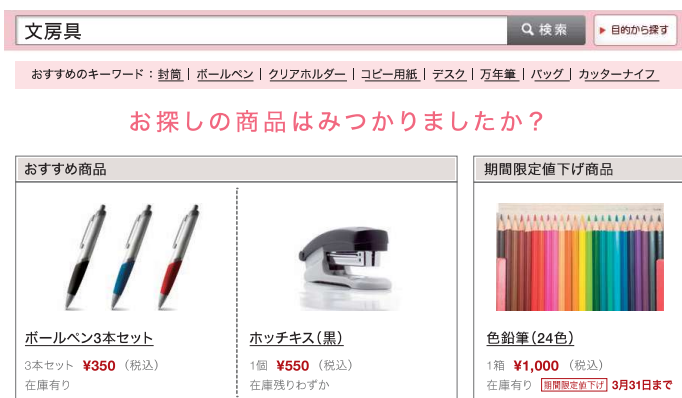 文房具
検索
目的から探す
おすすめのキーワード：封筒 | ボールペン | クリアホルダー | コピー用紙 | デスク | 万年筆 | バッグ | カッターナイフ
お探しの商品はみつかりましたか？
おすすめ商品
ボールペン3本セット
3本セット ¥350（税込）
在庫有り
ホッチキス（黒）
1個 ¥550（税込）
在庫残りわずか
期間限定値下げ商品
色鉛筆（24色）
1箱 ¥1,000（税込）
在庫有り 期間限定値下げ 3月31日まで